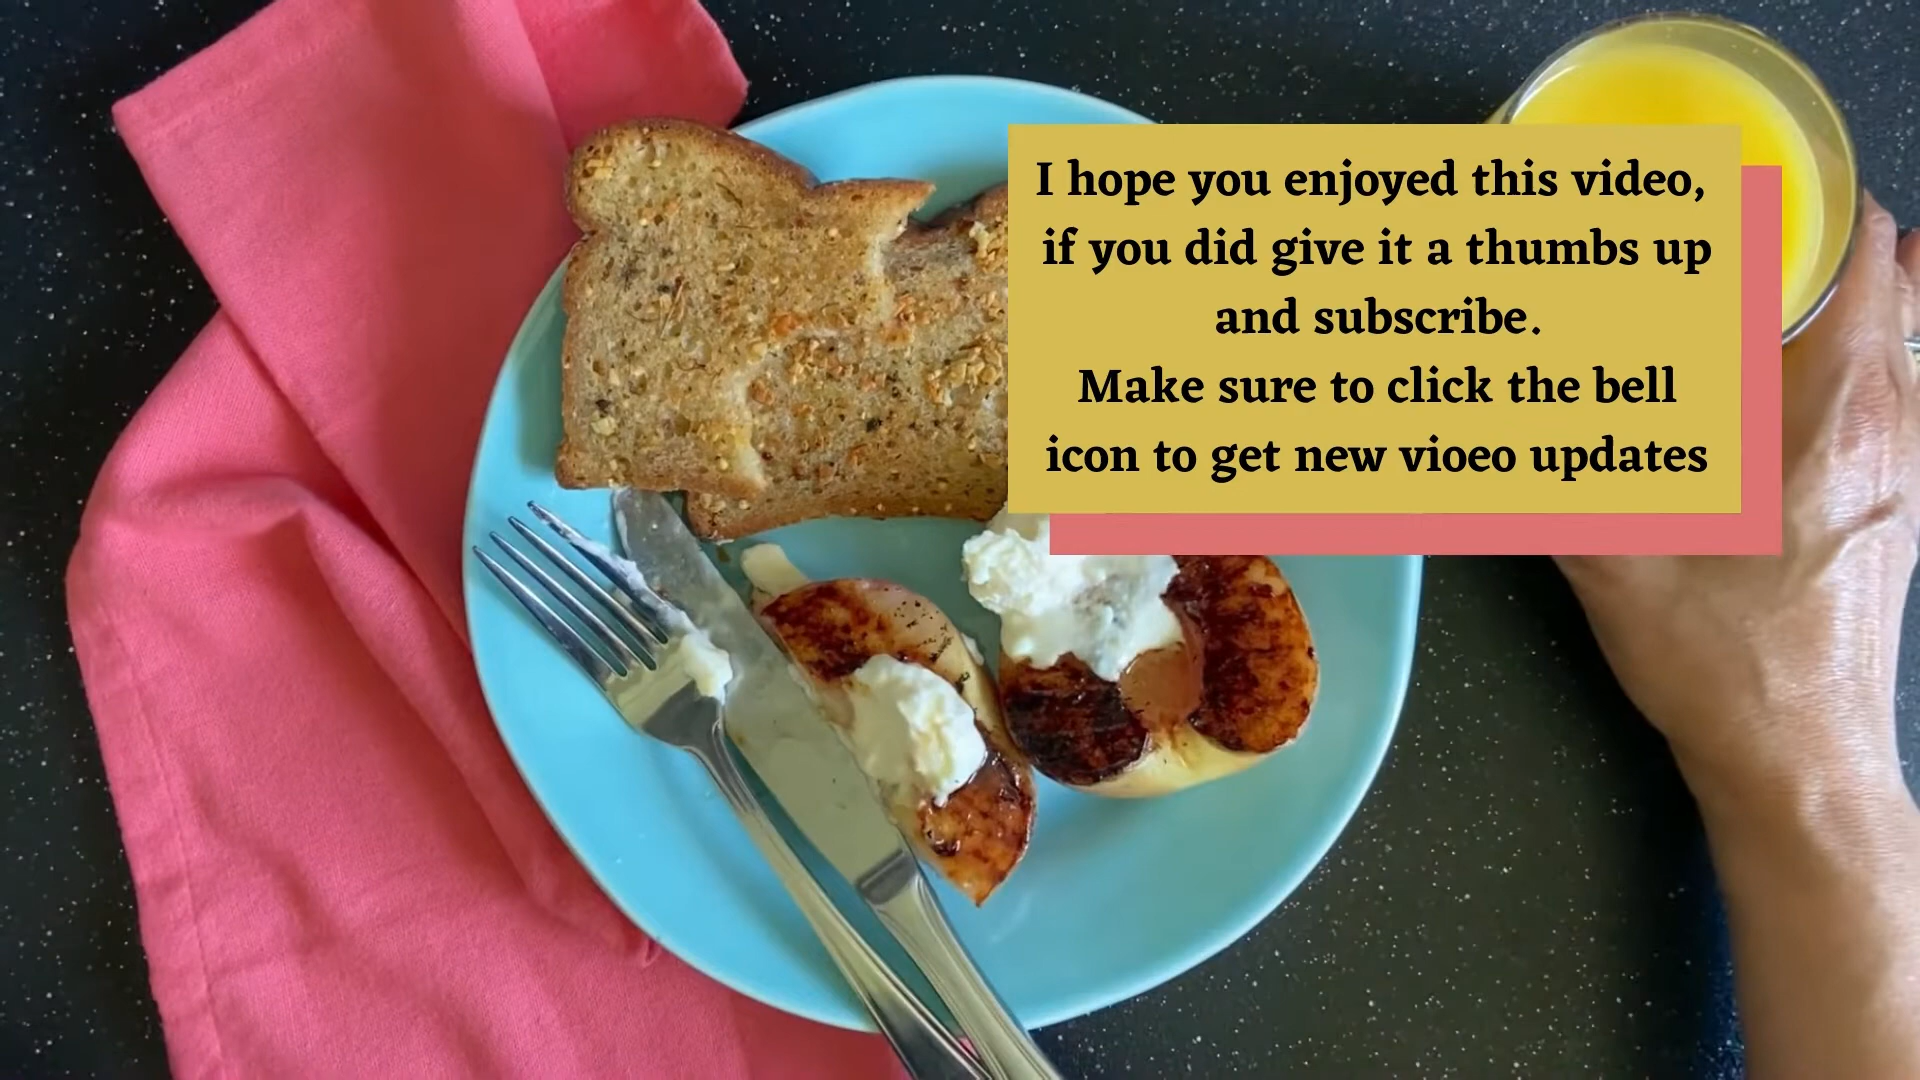 I hope you enjoyed this video,
if you did give it a thumbs up
and subscribe.
Make sure to click the bell
icon to get new vioeo updates